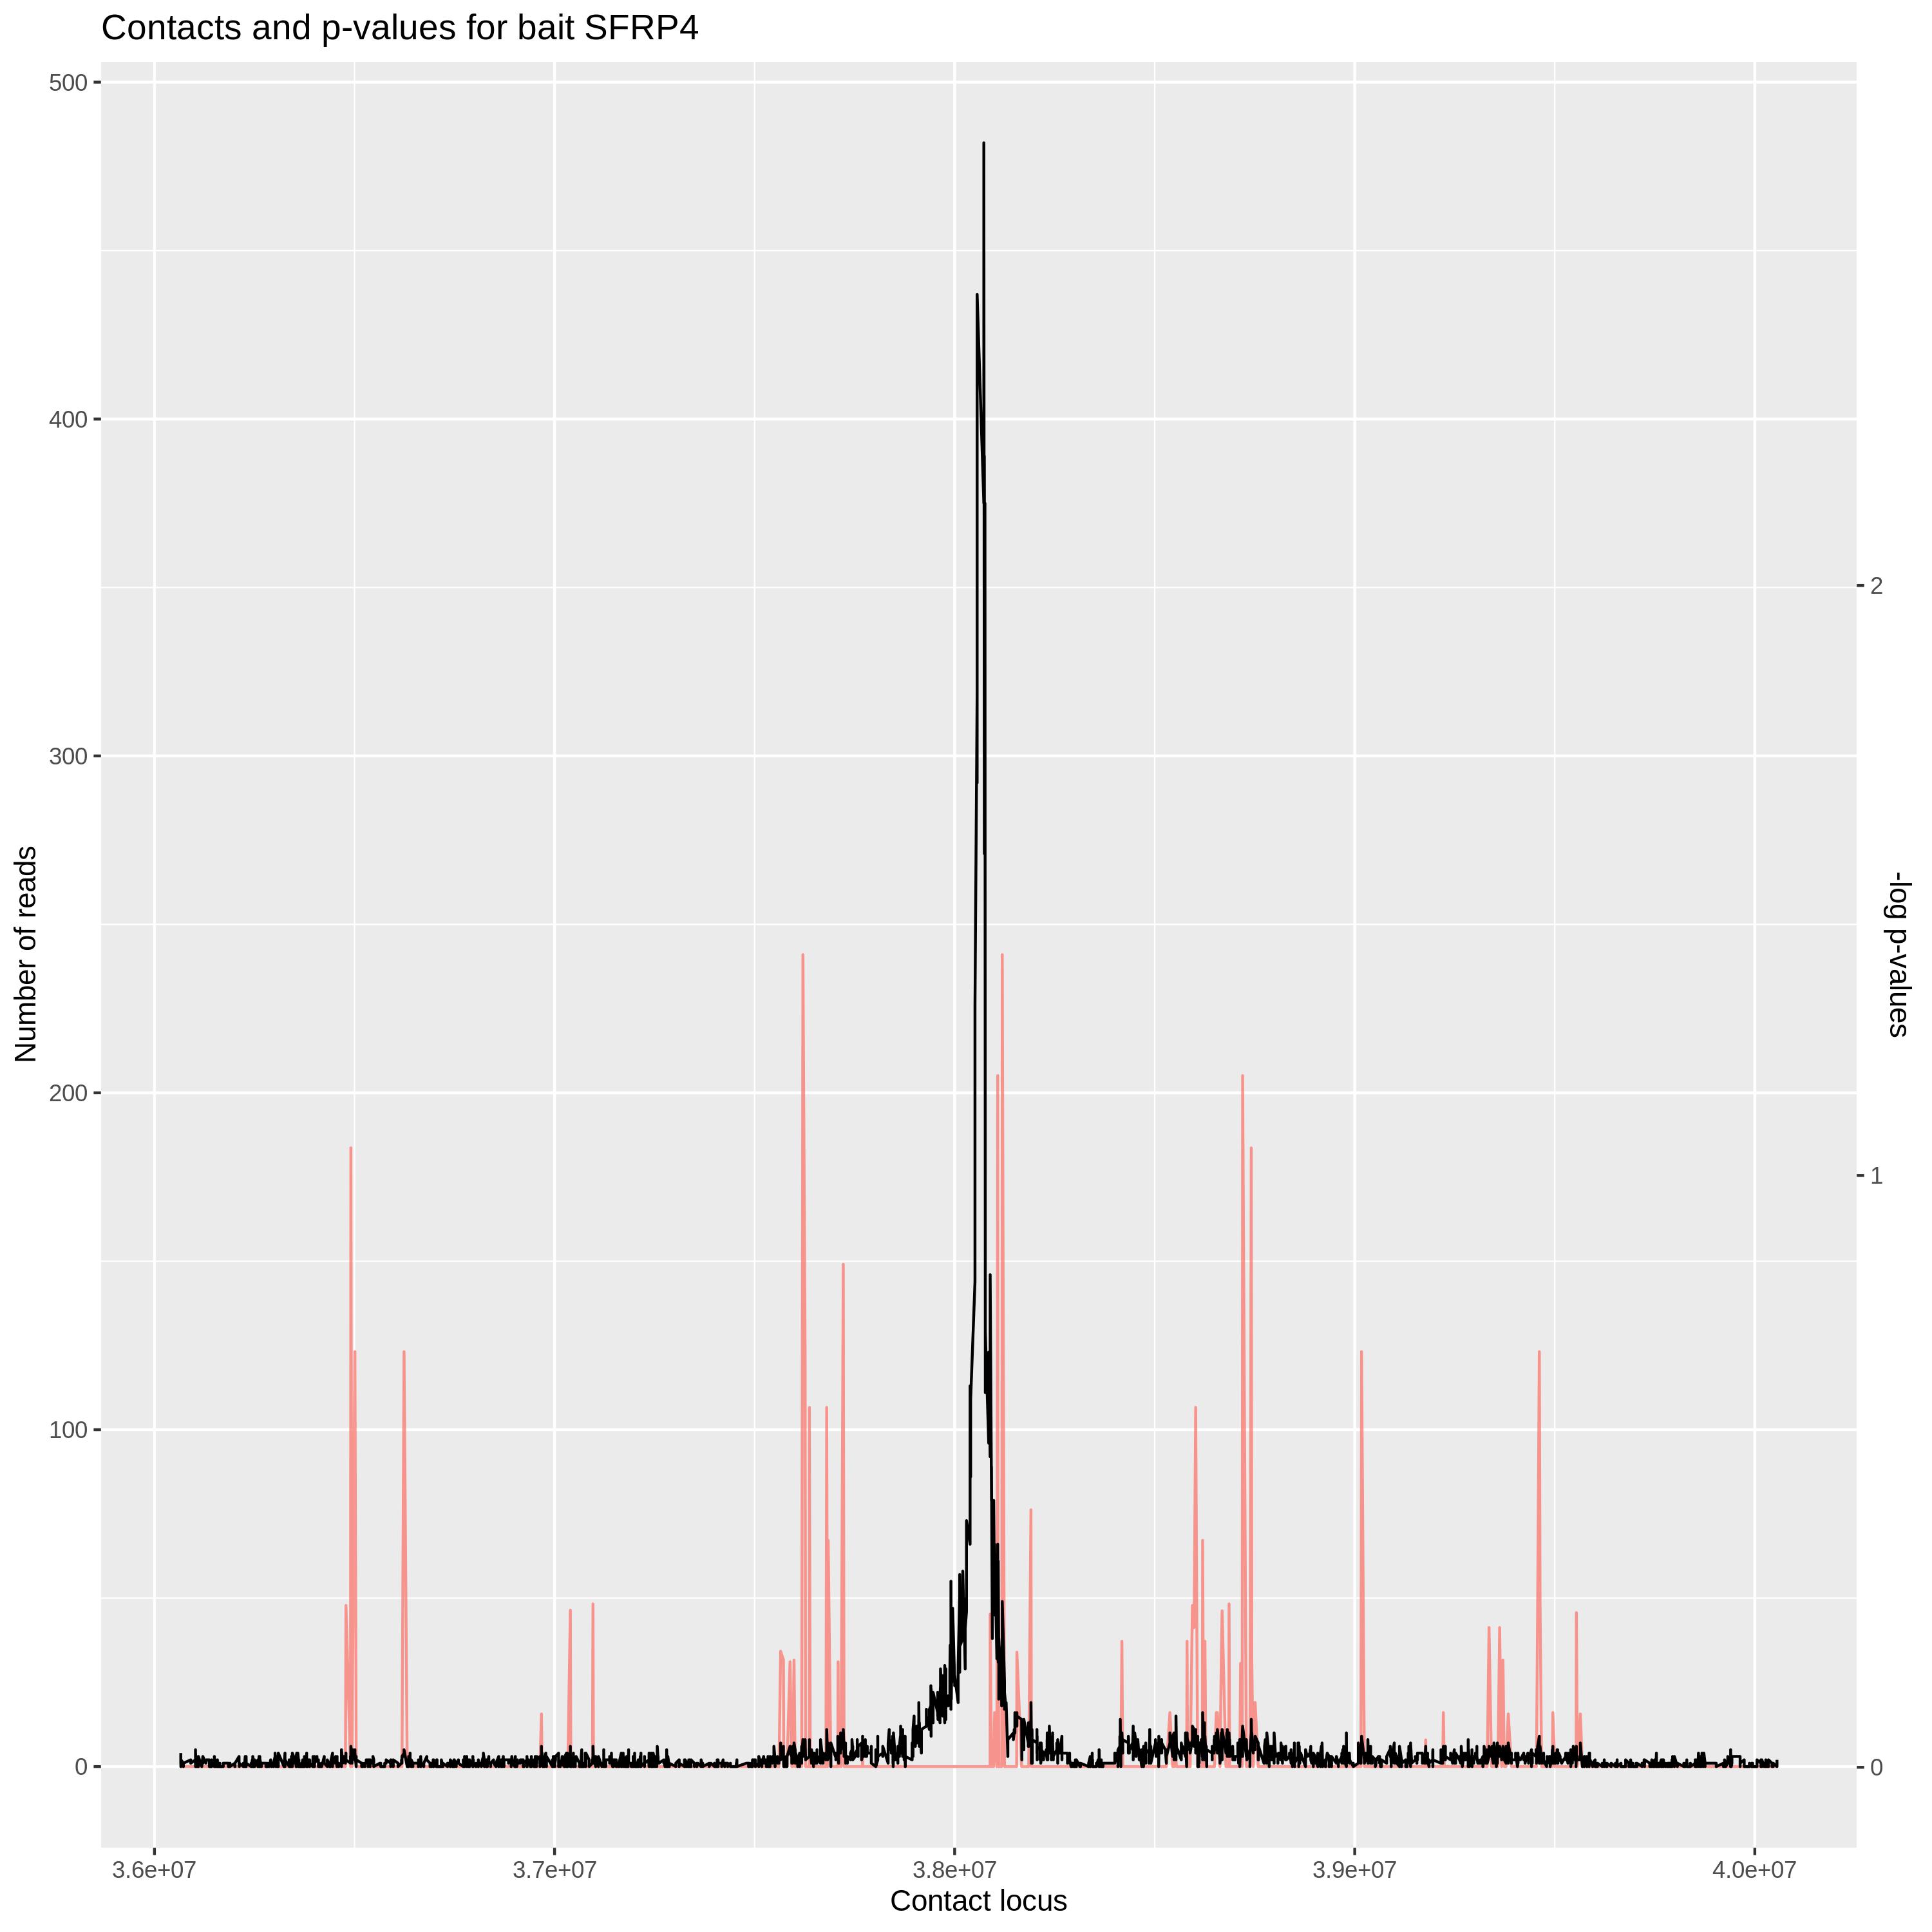 Contacts and p-values for bait SFRP4
500
400
300
200
100
0
Number of reads
2
1
0
-log p-values
3.6e+07 3.7e+07 3.8e+07 3.9e+07 4.0e+07
Contact locus